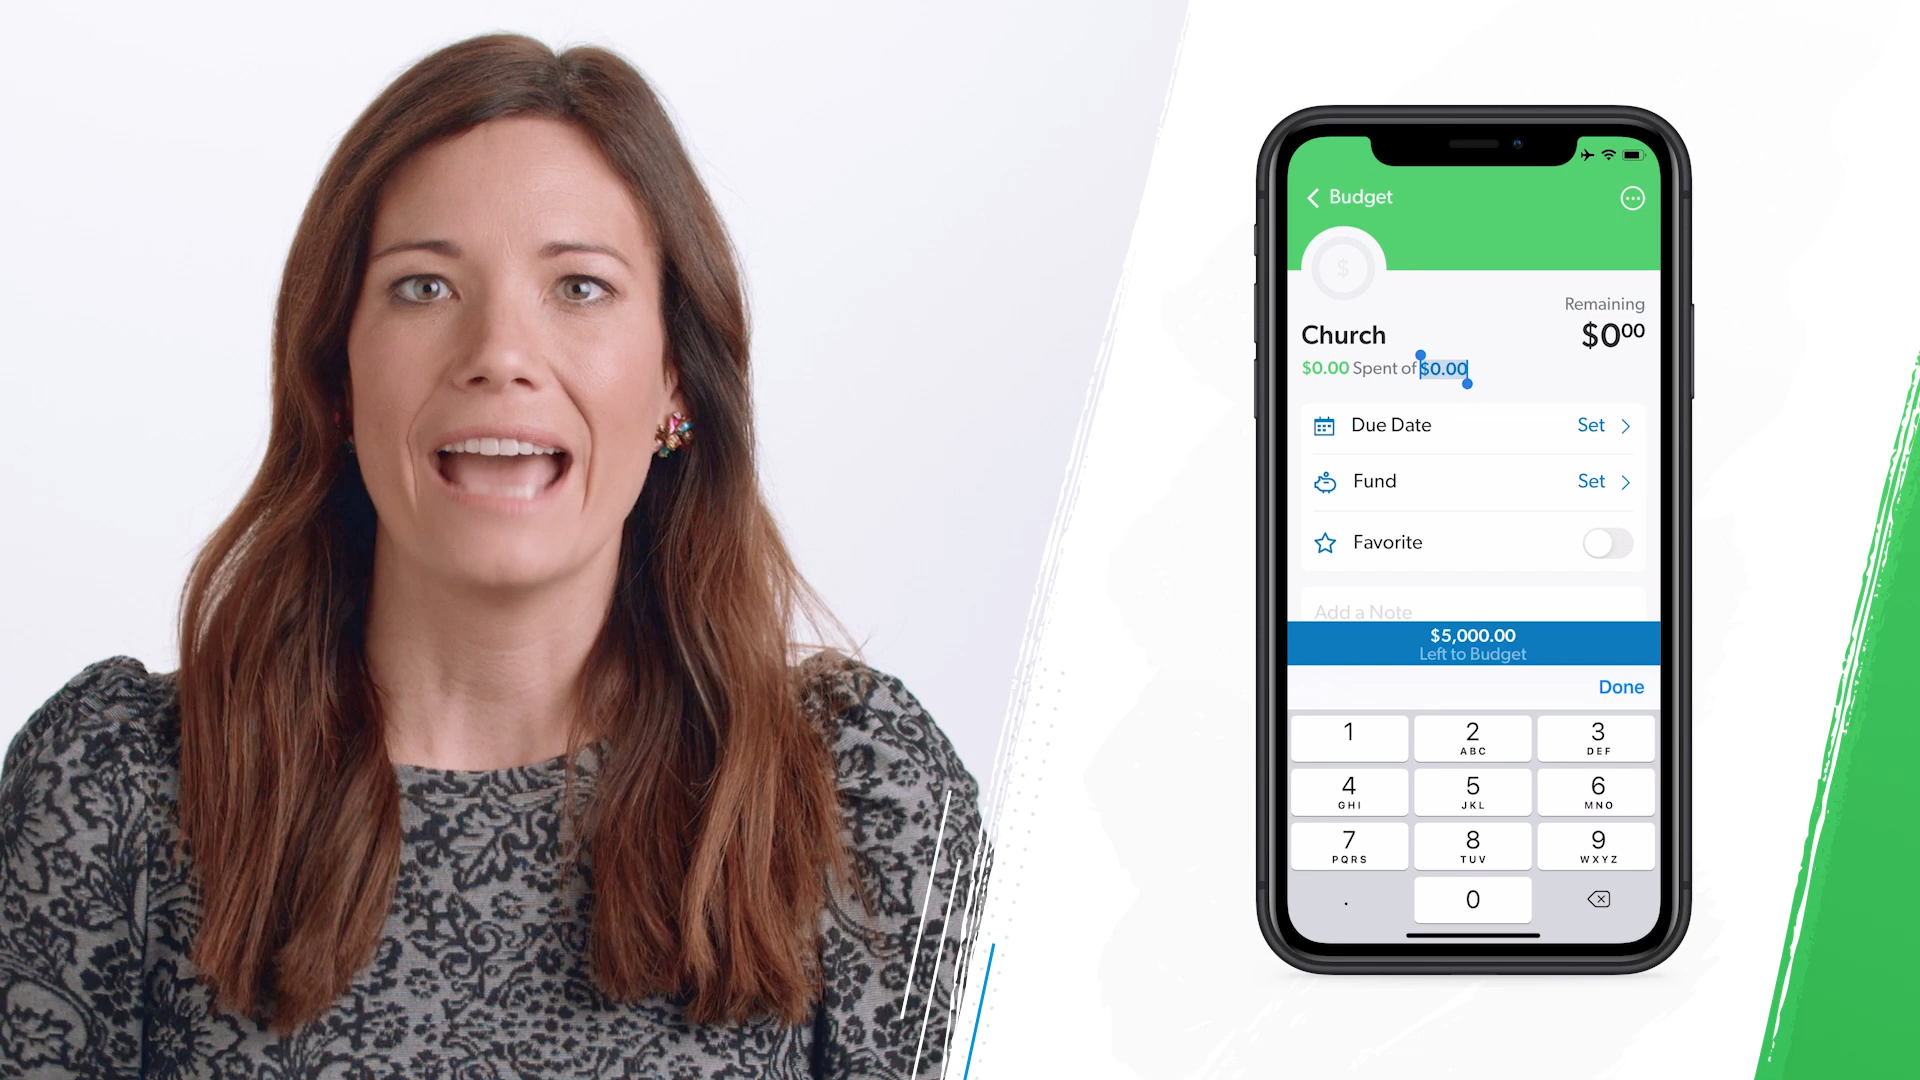 Budget
$
Remaining
Church
$0⁰⁰
$0.00 Spent of $0.00
Due Date Set
Fund Set
Favorite
Add a Note
$5,000.00
Left to Budget
Done
1 2 3
ABC DEF
4 5 6
GHI JKL MNO
7 8 9
PQRS TUV WXYZ
. 0